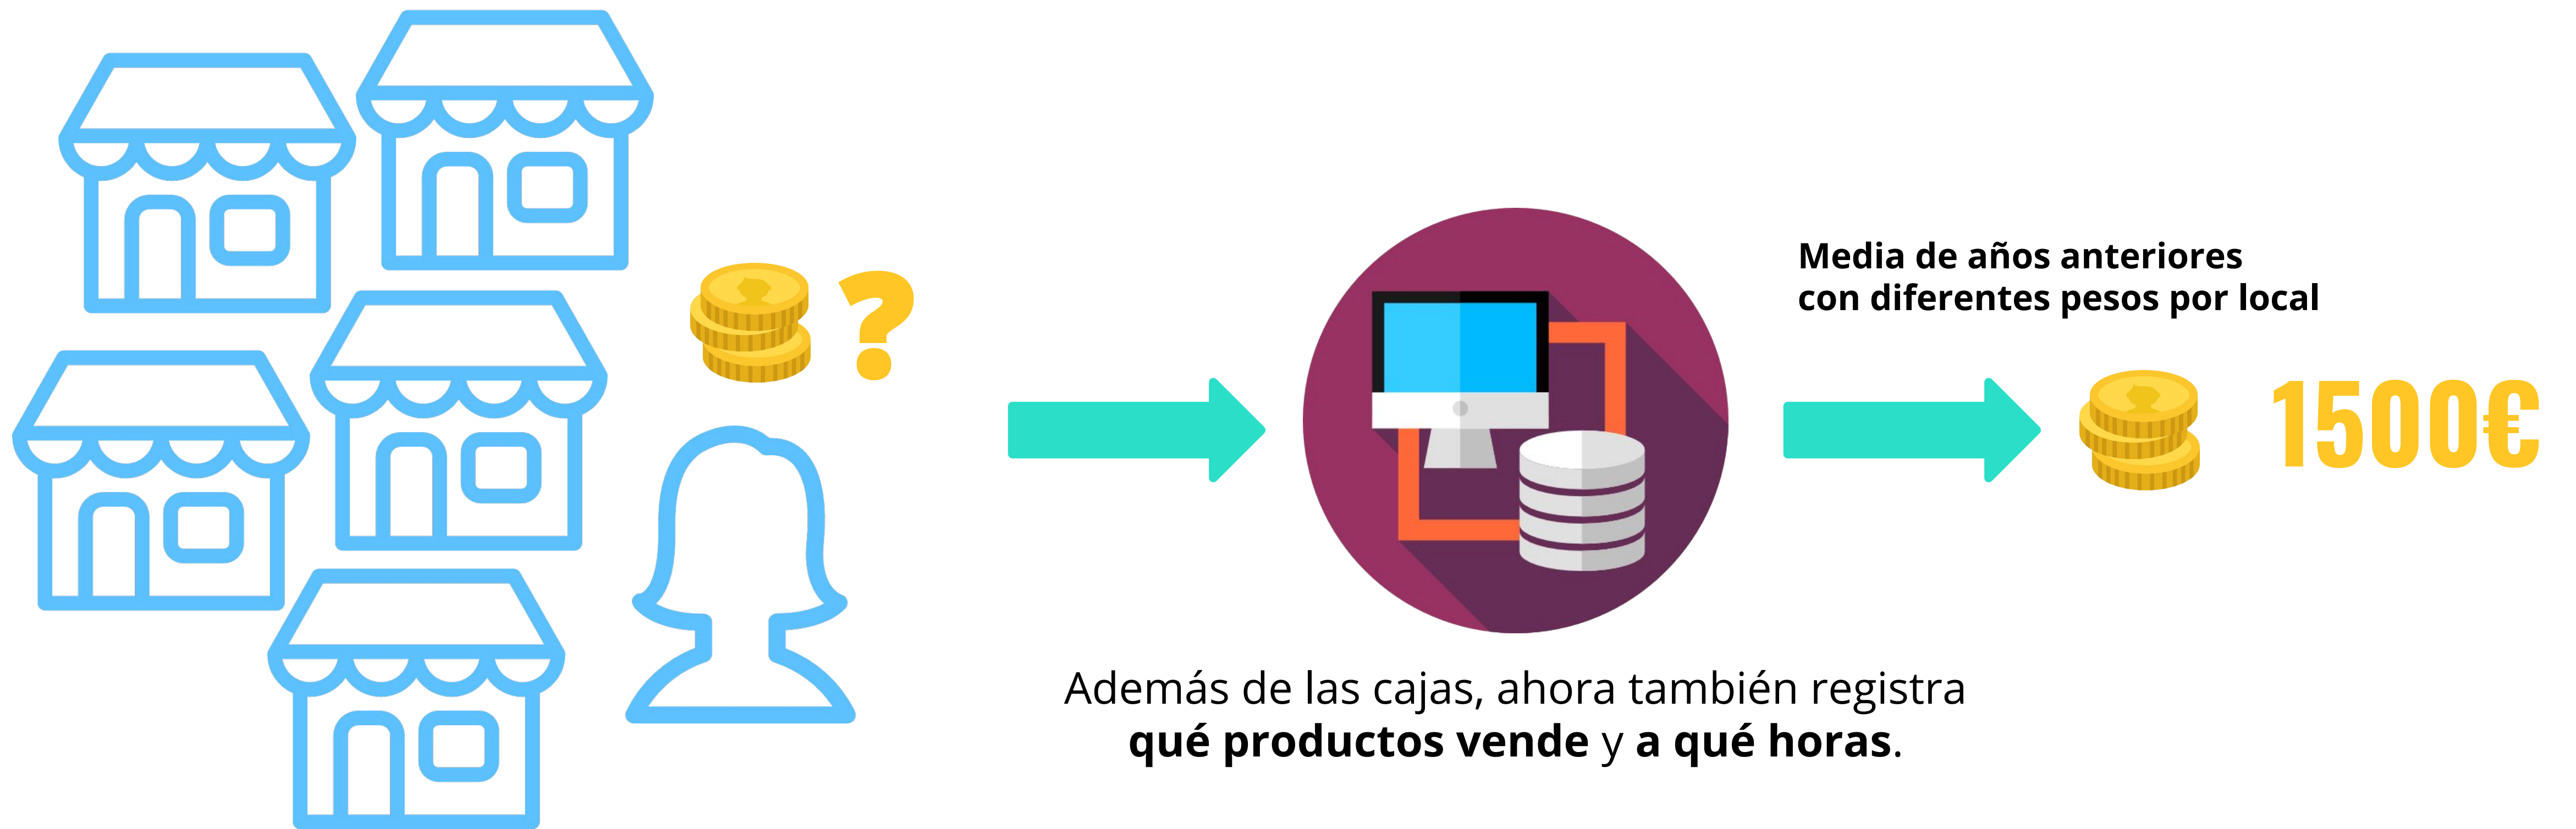 ?
Media de años anteriores
con diferentes pesos por local
1500€
Además de las cajas, ahora también registra
qué productos vende y a qué horas.